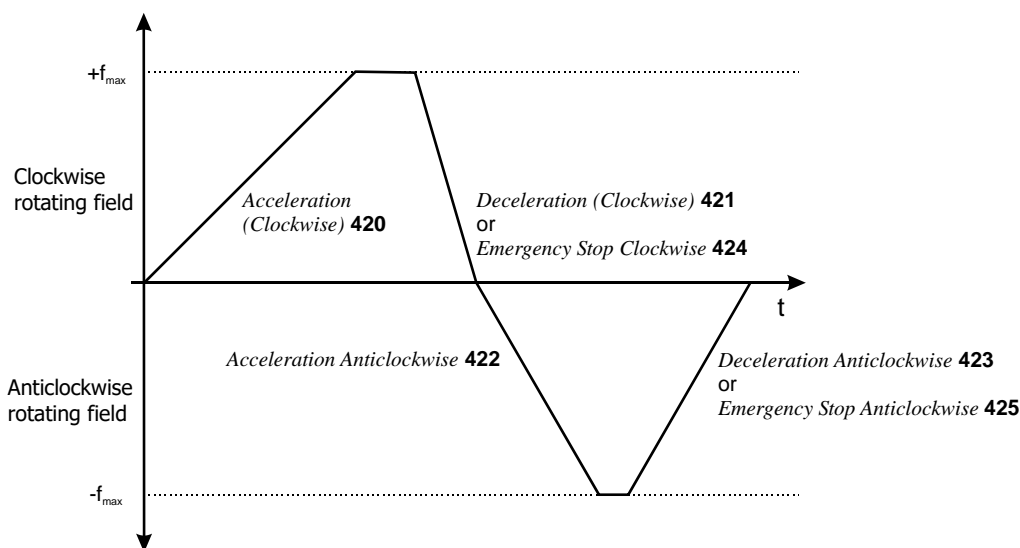 +fmax
Clockwise
rotating field
Acceleration
(Clockwise) 420
Deceleration (Clockwise) 421
or
Emergency Stop Clockwise 424
t
Acceleration Anticlockwise 422
Deceleration Anticlockwise 423
or
Emergency Stop Anticlockwise 425
Anticlockwise
rotating field
-fmax